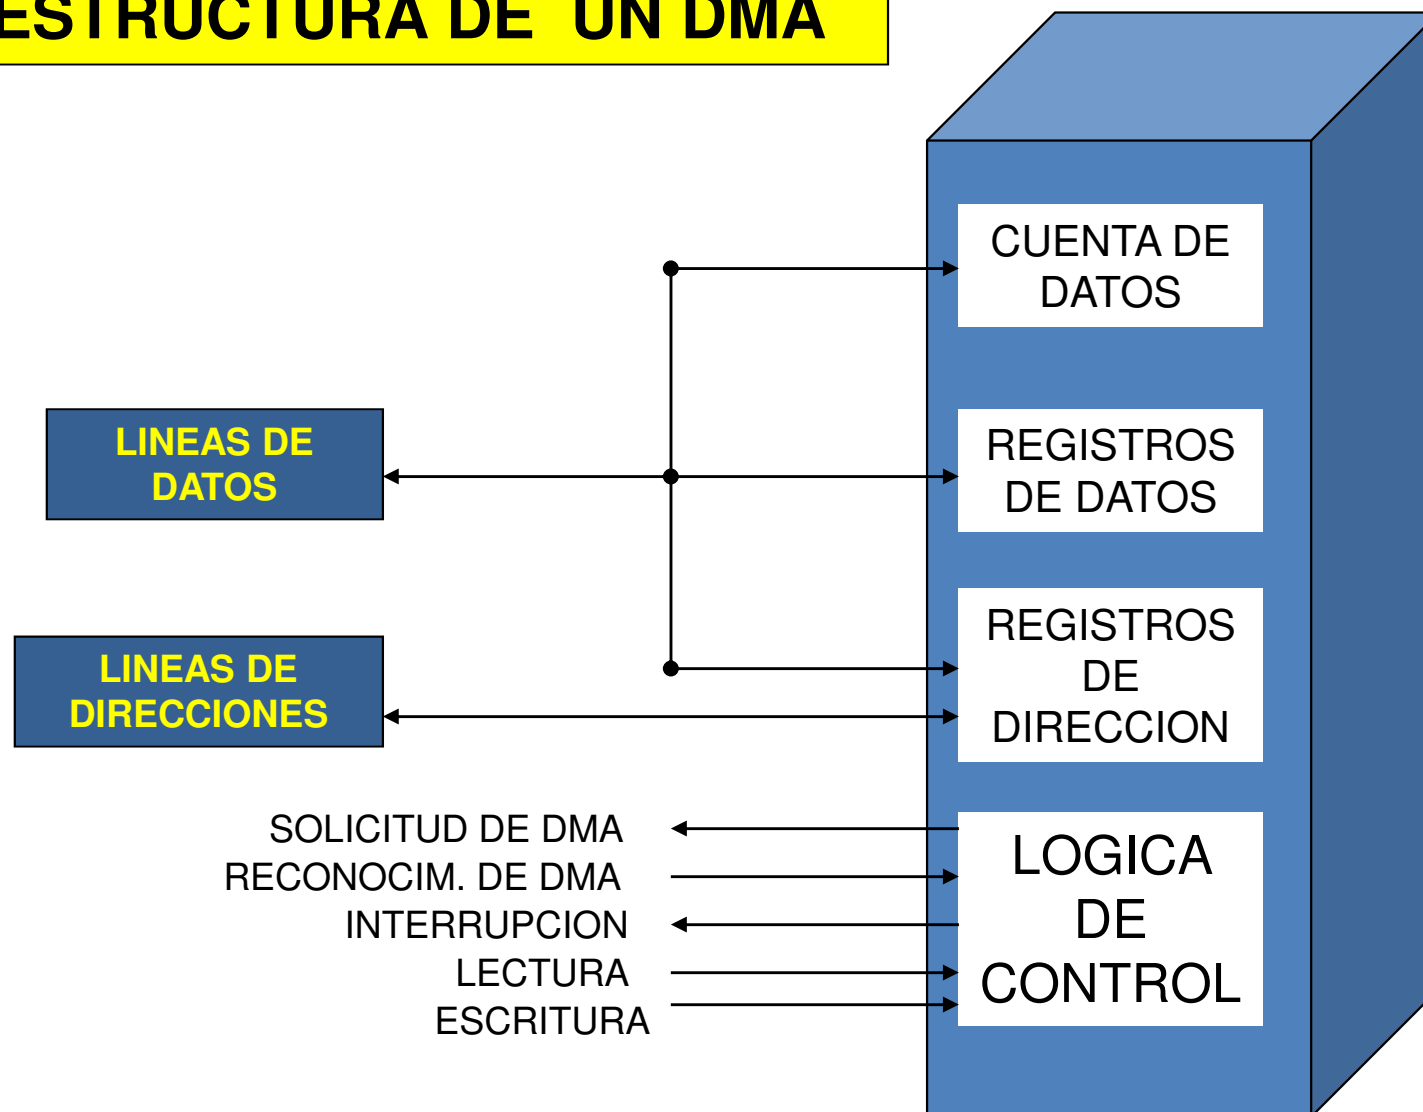 ESTRUCTURA DE UN DMA
CUENTA DE
DATOS
LINEAS DE
DATOS
REGISTROS
DE DATOS
LINEAS DE
DIRECCIONES
REGISTROS
DE
DIRECCION
SOLICITUD DE DMA
RECONOCIM. DE DMA
INTERRUPCION
LECTURA
ESCRITURA
LOGICA
DE
CONTROL